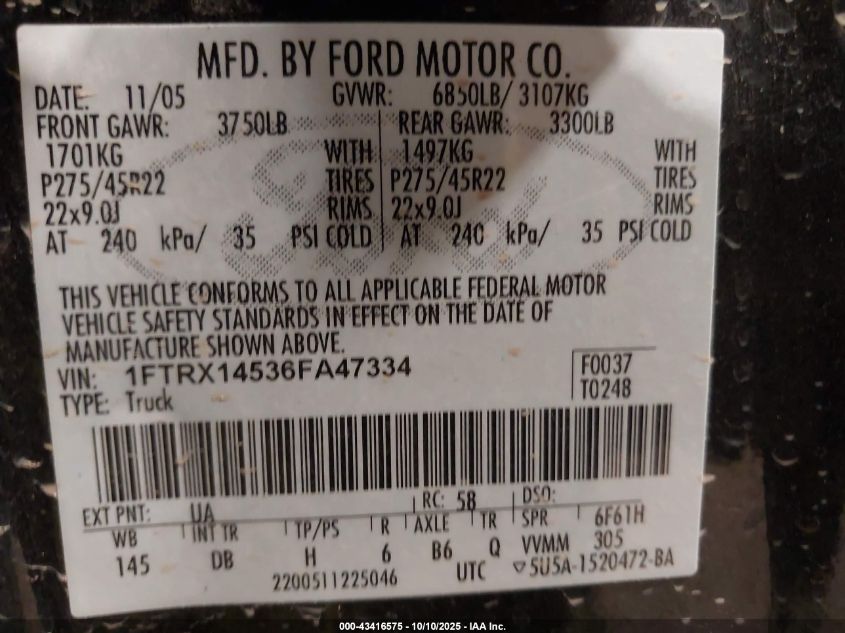 MFD. BY FORD MOTOR CO.
DATE: 11/05 GVWR: 6850LB/ 3107KG
FRONT GAWR: 3750LB REAR GAWR: 3300LB
1701KG WITH 1497KG WITH
P275/45R22 TIRES P275/45R22 TIRES
22x9.0J RIMS 22x9.0J RIMS
AT 240 kPa/ 35 PSI COLD AT 240 kPa/ 35 PSI COLD
THIS VEHICLE CONFORMS TO ALL APPLICABLE FEDERAL MOTOR
VEHICLE SAFETY STANDARDS IN EFFECT ON THE DATE OF
MANUFACTURE SHOWN ABOVE.
VIN: 1FTRX14536FA47334 F0037
TYPE: Truck T0248
EXT PNT: UA RC: 58 DSO:
WB INT TR TP/PS R AXLE TR SPR 6F61H
145 DB H 6 B6 Q VVMM 305
2200511225046 UTC ▽5U5A-1520472-BA
000-43416575 - 10/10/2025 - IAA Inc.